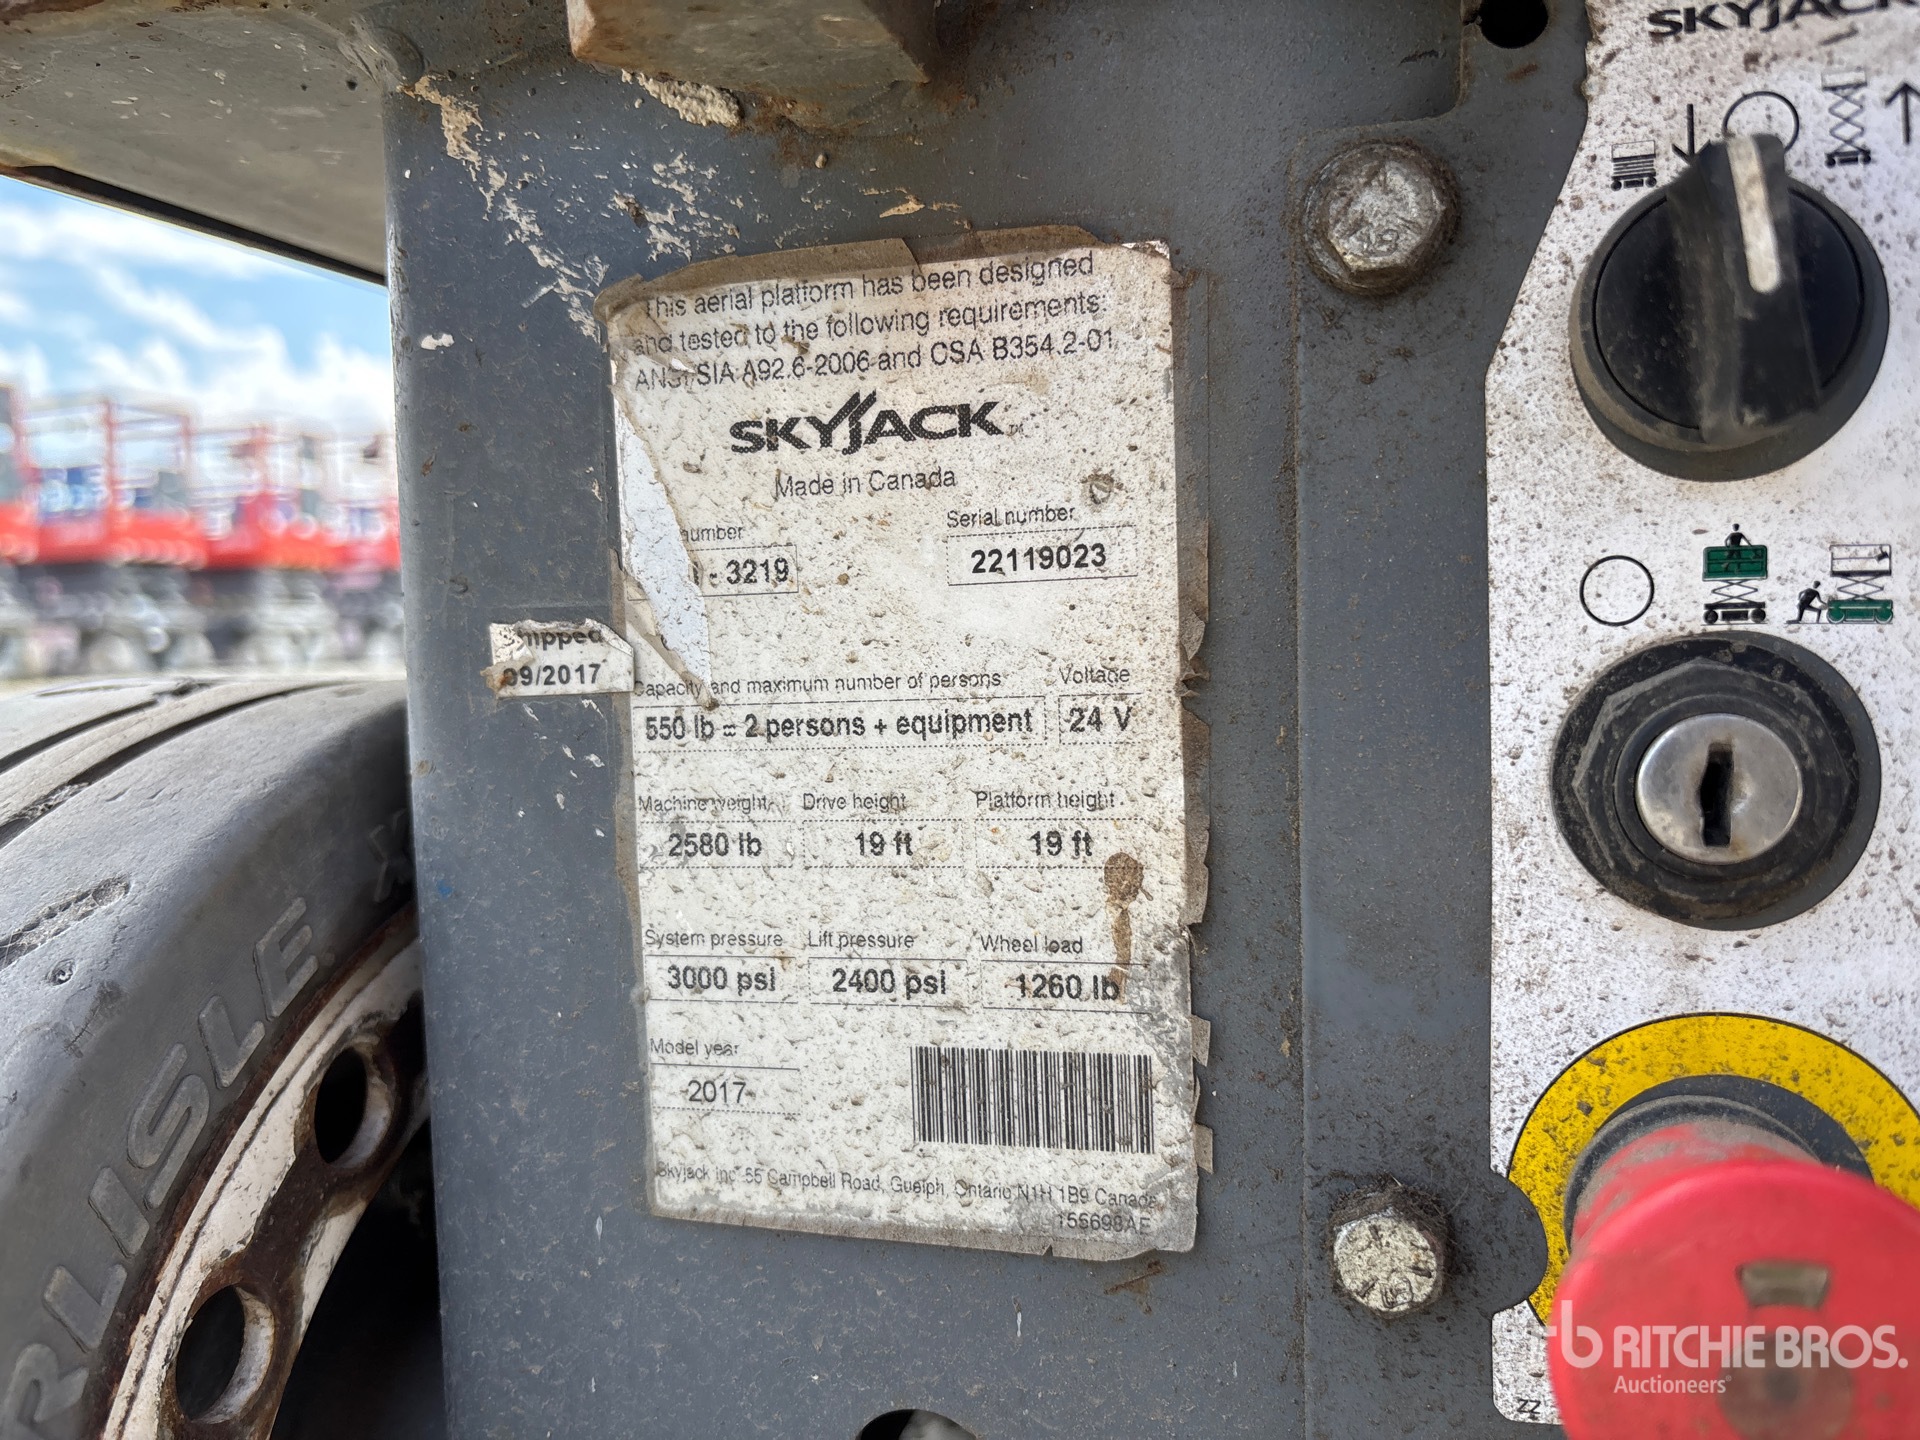 SKYJACK
This aerial platform has been designed
and tested to the following requirements:
ANSI/SIA A92.6-2006 and CSA B354.2-01
SKYJACK
Made in Canada
number
3219
Serial number
22119023
Shipped
09/2017
Capacity and maximum number of persons
550 lb = 2 persons + equipment
Voltage
24 V
Machine weight
2580 lb
Drive height
19 ft
Platform height
19 ft
System pressure
3000 psi
Lift pressure
2400 psi
Wheel load
1260 lb
Model year
2017
Skyjack Inc. 55 Campbell Road, Guelph, Ontario N1H 1B9 Canada
RLISLE
ZZ
rb RITCHIE BROS.
Auctioneers